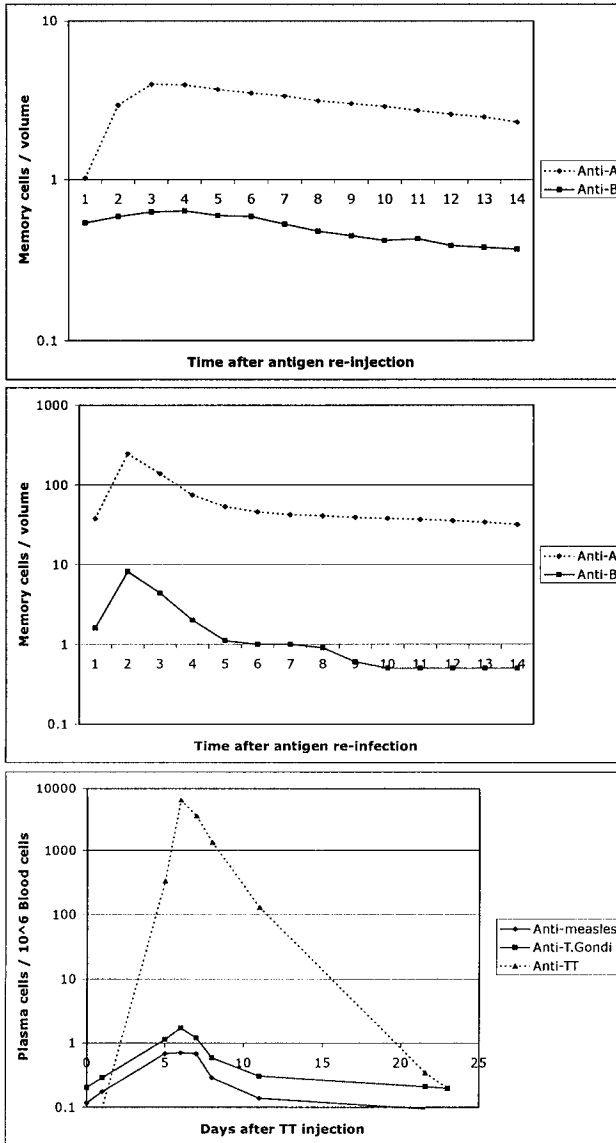 10
1
0.1
Memory cells / volume
1 2 3 4 5 6 7 8 9 10 11 12 13 14
Time after antigen re-injection
Anti-A
Anti-B
1000
100
10
1
0.1
Memory cells / volume
1 2 3 4 5 6 7 8 9 10 11 12 13 14
Time after antigen re-infection
Anti-A
Anti-B
10000
1000
100
10
1
0.1
Plasma cells / 10^6 Blood cells
0 5 10 15 20 25
Days after TT injection
Anti-measles
Anti-T.Gondi
Anti-TT